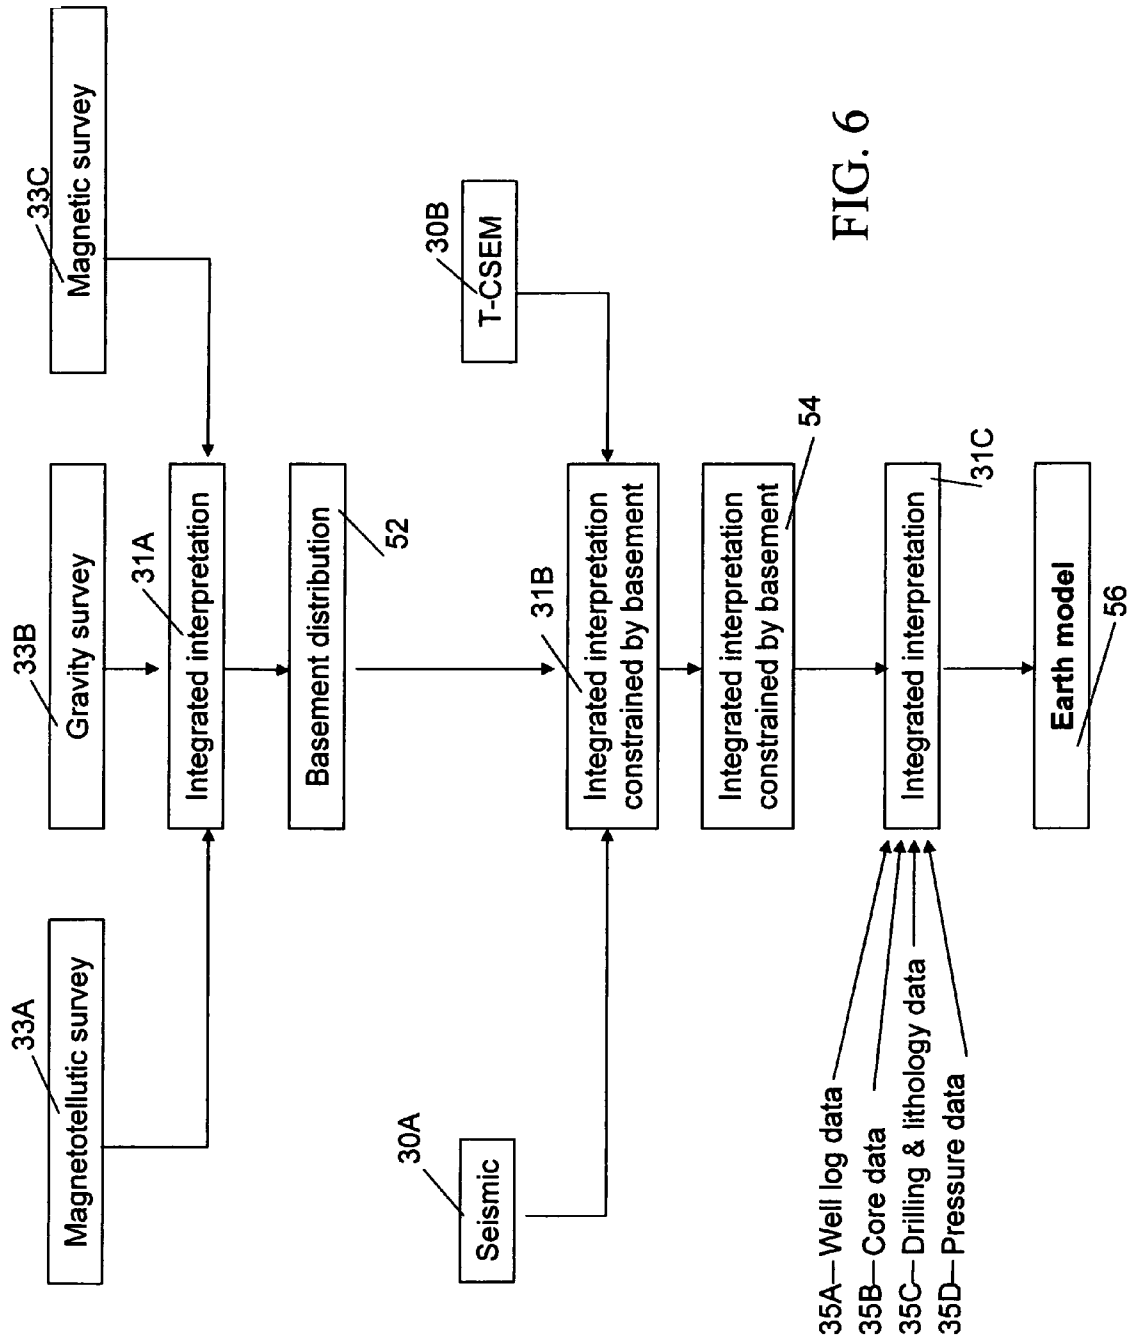 33A
33B
33C
Magnetotellutic survey
Gravity survey
Magnetic survey
31A
Integrated interpretation
Basement distribution
52
30A
30B
Seismic
T-CSEM
31B
Integrated interpretation
constrained by basement
Integrated interpretation
constrained by basement
54
35A—Well log data
35B—Core data
35C—Drilling & lithology data
35D—Pressure data
Integrated interpretation
31C
Earth model
56
FIG. 6